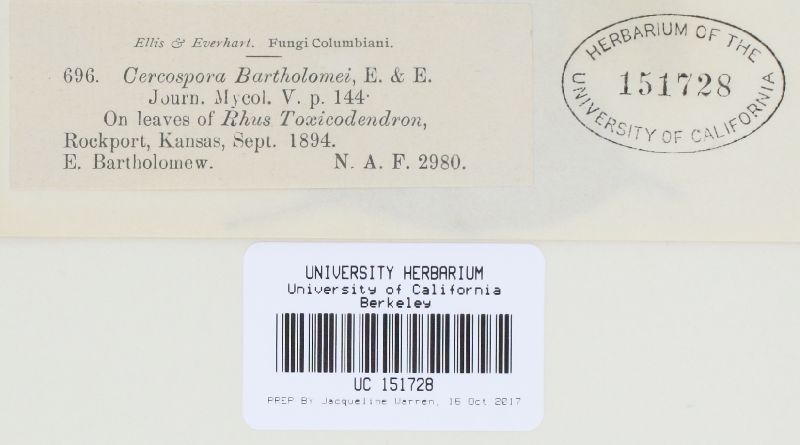 Ellis & Everhart. Fungi Columbiani.
696. Cercospora Bartholomei, E. & E.
Journ. Mycol. V. p. 144.
On leaves of Rhus Toxicodendron,
Rockport, Kansas, Sept. 1894.
E. Bartholomew. N. A. F. 2980.
HERBARIUM OF THE
151728
UNIVERSITY OF CALIFORNIA
UNIVERSITY HERBARIUM
University of California
Berkeley
UC 151728
PREP BY Jacqueline Warren, 16 Oct 2017